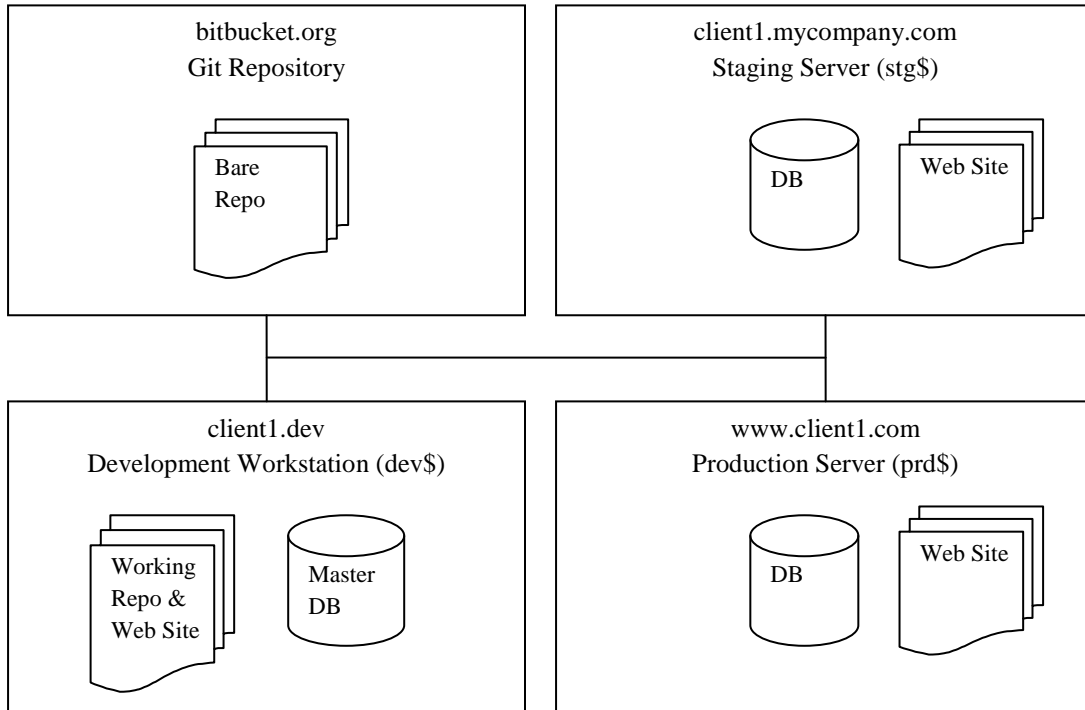 bitbucket.org
Git Repository
Bare
Repo
client1.mycompany.com
Staging Server (stg$)
DB
Web Site
client1.dev
Development Workstation (dev$)
Working
Repo &
Web Site
Master
DB
www.client1.com
Production Server (prd$)
DB
Web Site